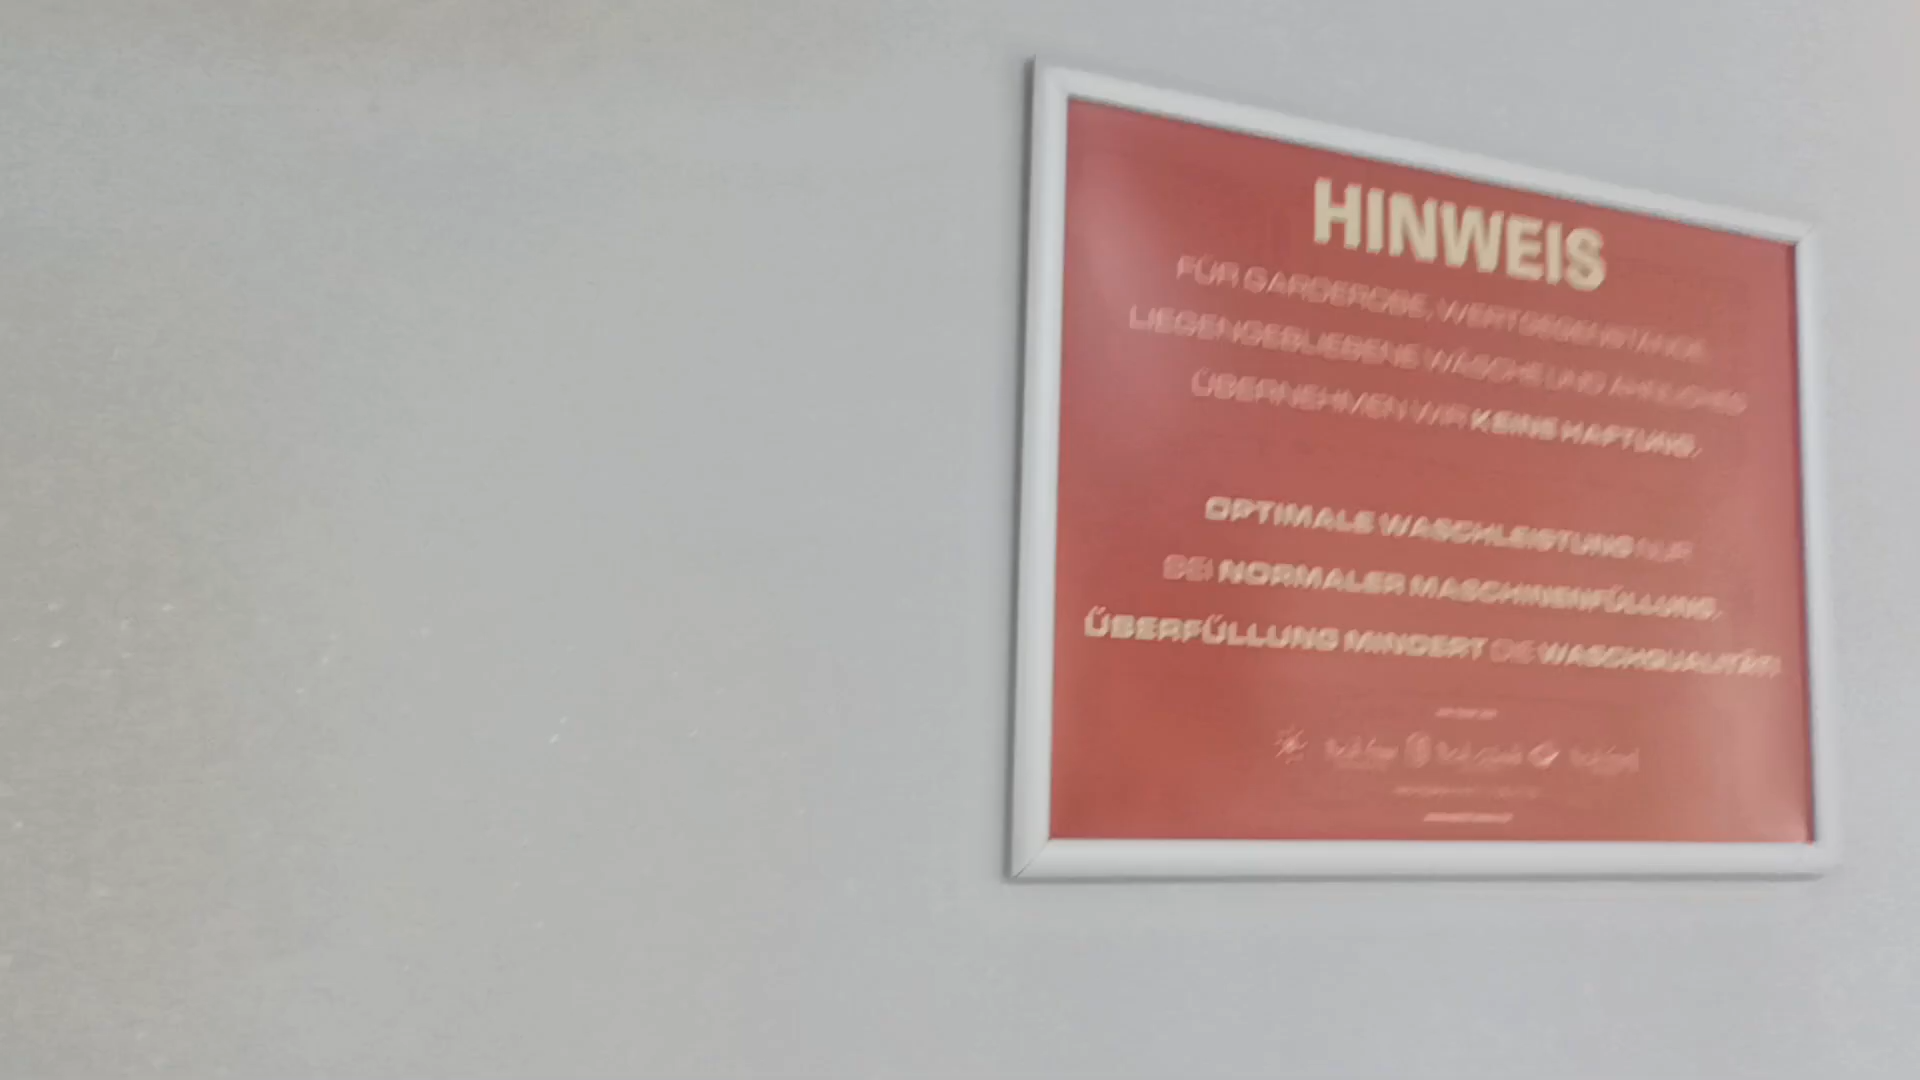 HINWEIS
FÜR GARDEROBE, WERTGEGENSTÄNDE,
LIEGENGEBLIEBENE WÄSCHE UND ÄHNLICHES
ÜBERNEHMEN WIR KEINE HAFTUNG.
OPTIMALE WASCHLEISTUNG NUR
BEI NORMALER MASCHINENFÜLLUNG.
ÜBERFÜLLUNG MINDERT DIE WASCHQUALITÄT!